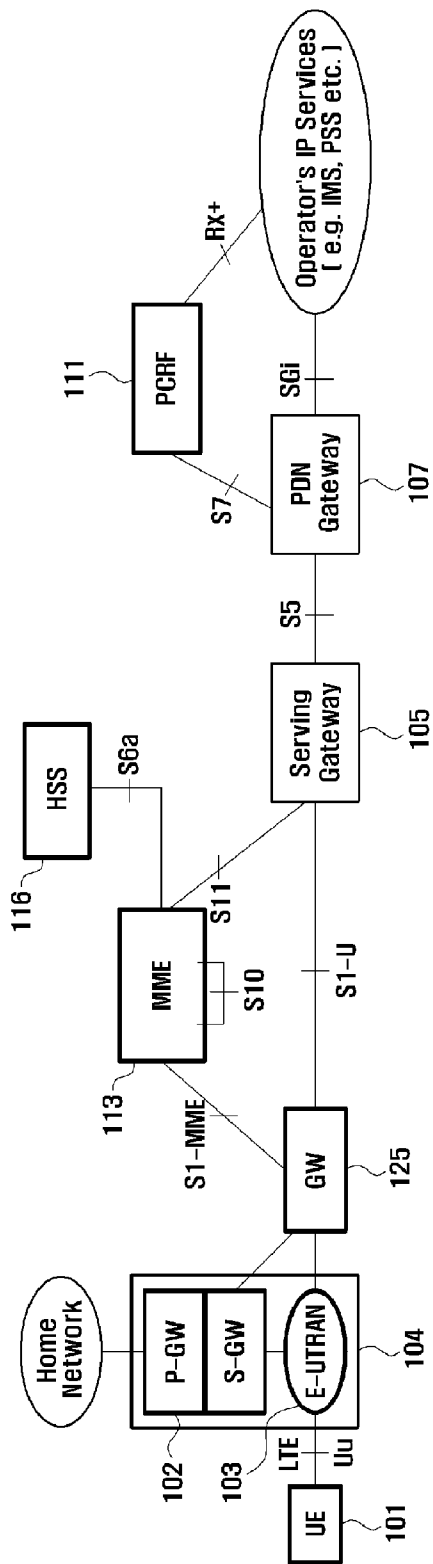 Home
Network
P-GW
S-GW
E-UTRAN
102
103
104
LTE
Uu
UE
101
GW
125
S1-MME
S1-U
MME
113
S10
S11
HSS
116
S6a
Serving
Gateway
105
S5
PDN
Gateway
107
S7
PCRF
111
Rx+
SGi
Operator's IP Services
( e.g. IMS, PSS etc. )